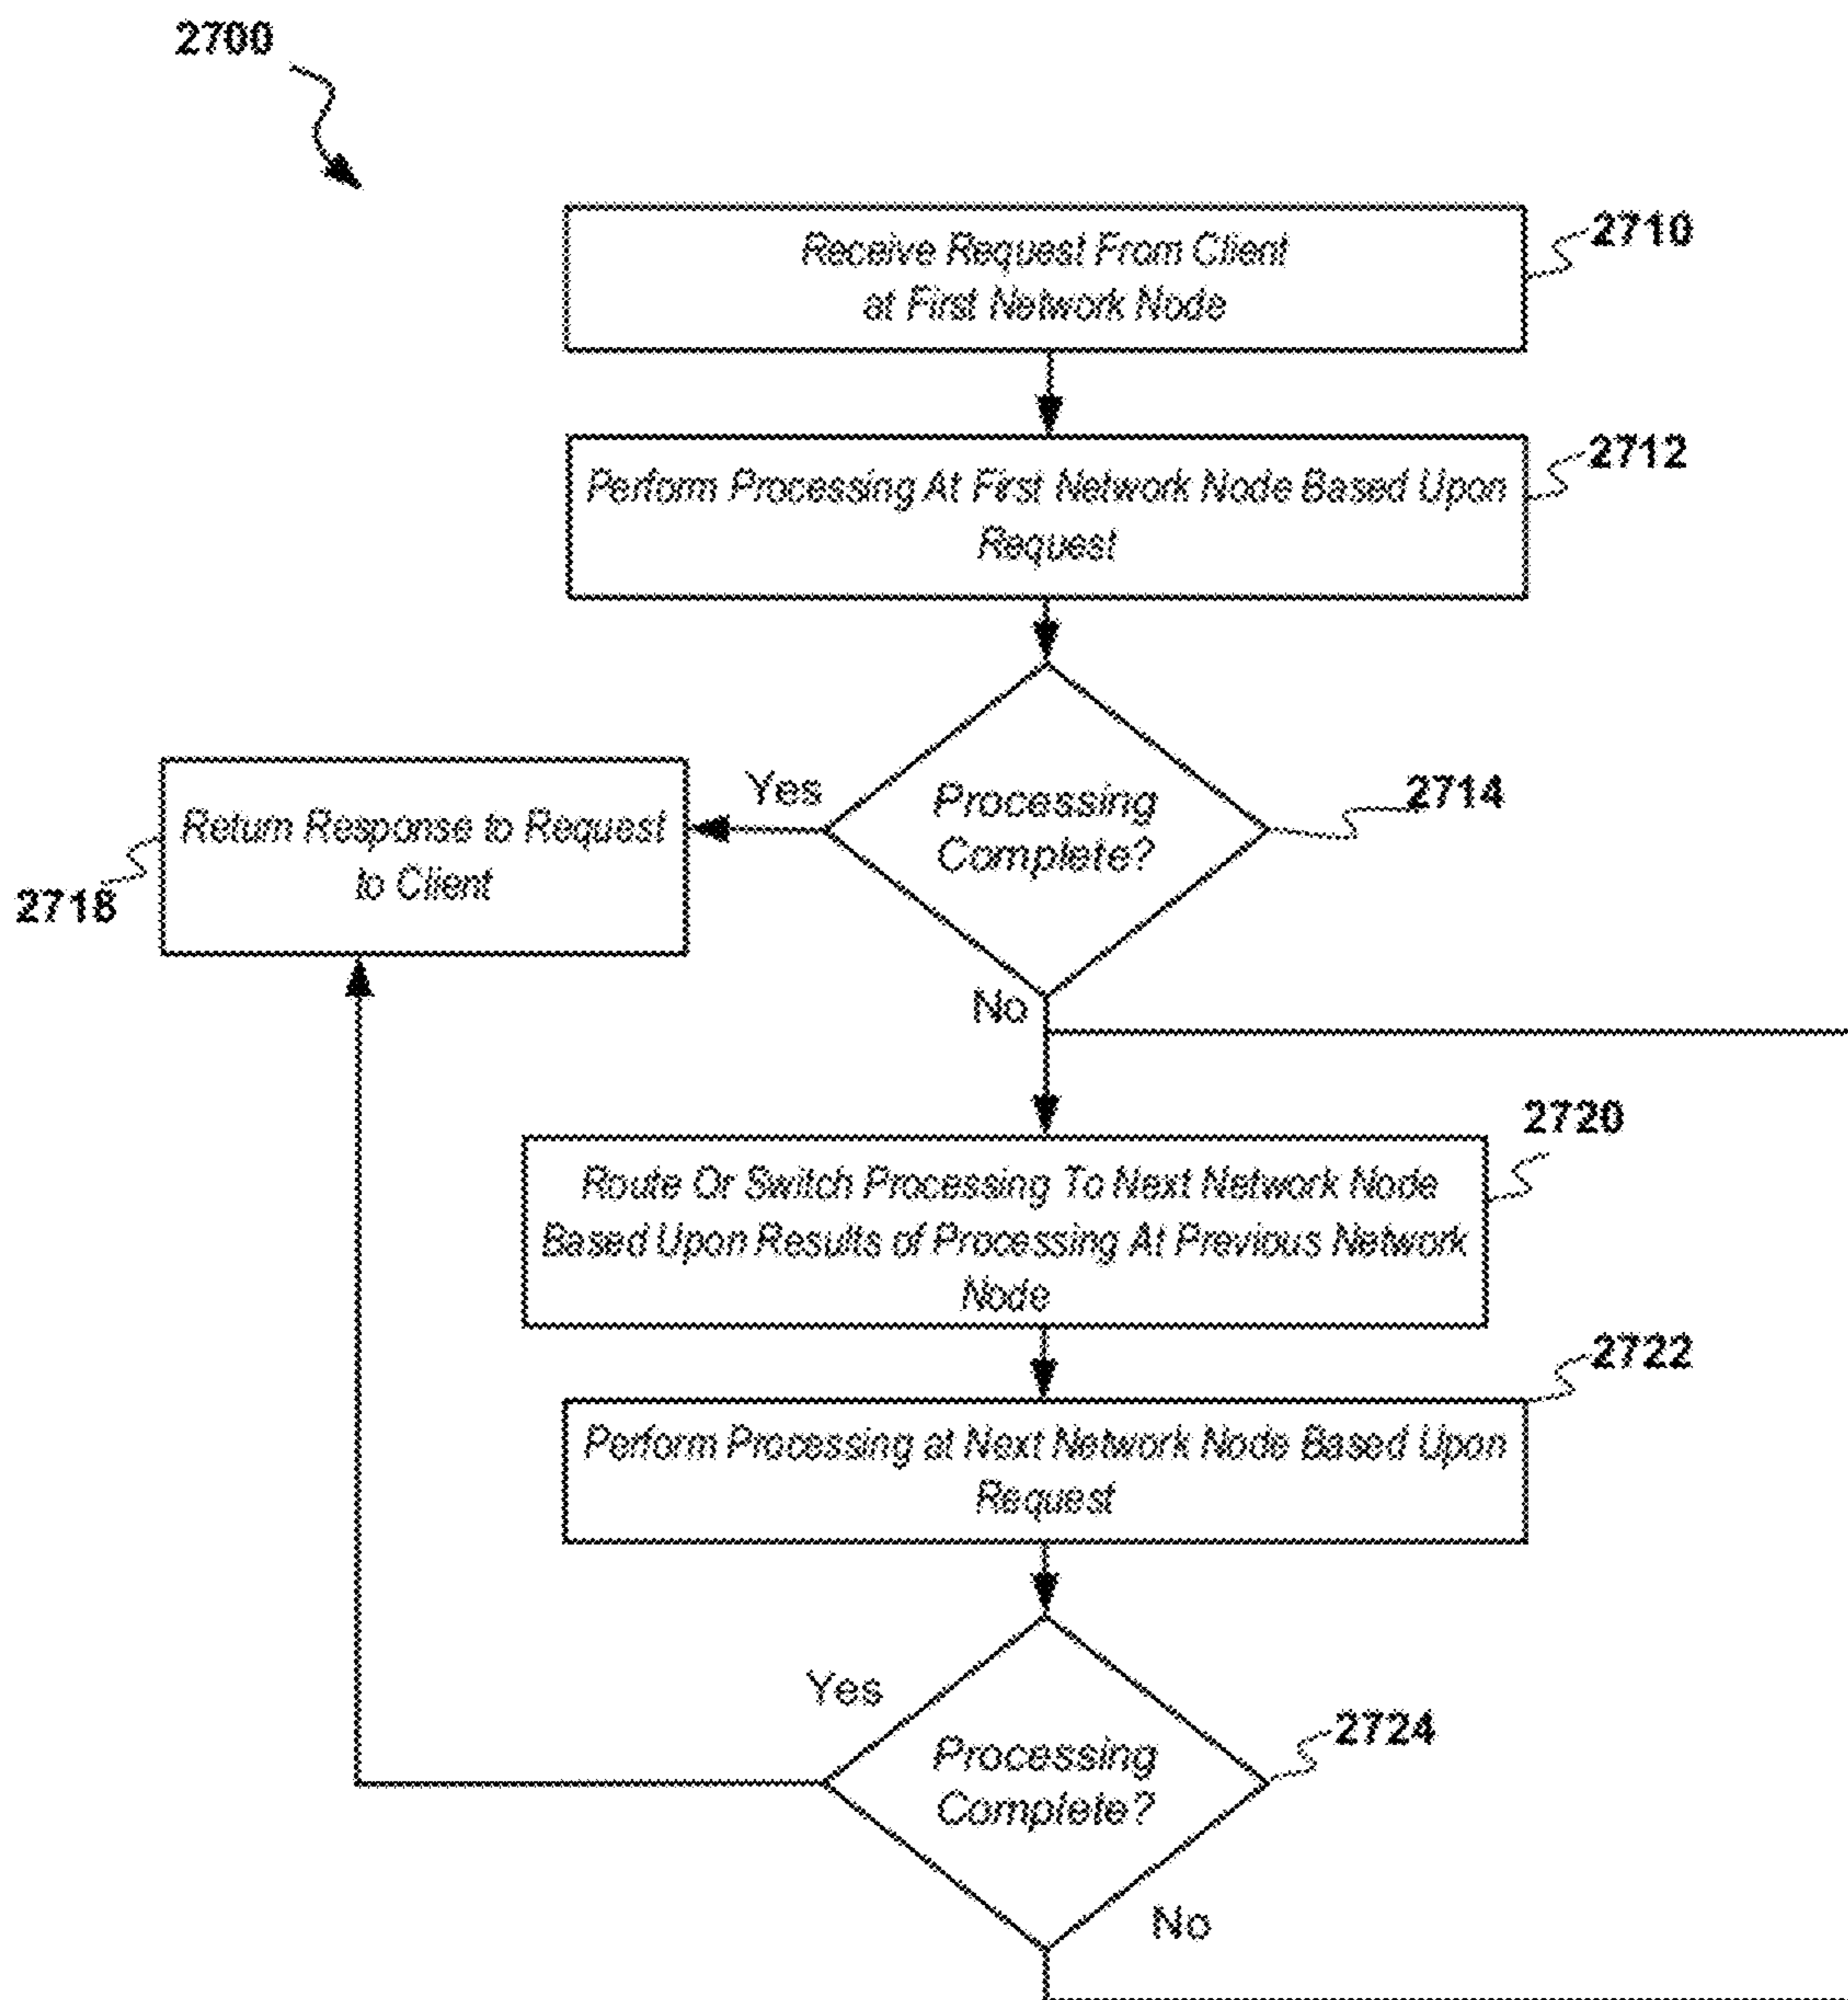 2700
Receive Request From Client
at First Network Node
2710
Perform Processing At First Network Node Based Upon
Request
2712
Processing
Complete?
2714
Yes
Return Response to Request
to Client
2718
No
Route Or Switch Processing To Next Network Node
Based Upon Results of Processing At Previous Network
Node
2720
Perform Processing at Next Network Node Based Upon
Request
2722
Yes
Processing
Complete?
2724
No